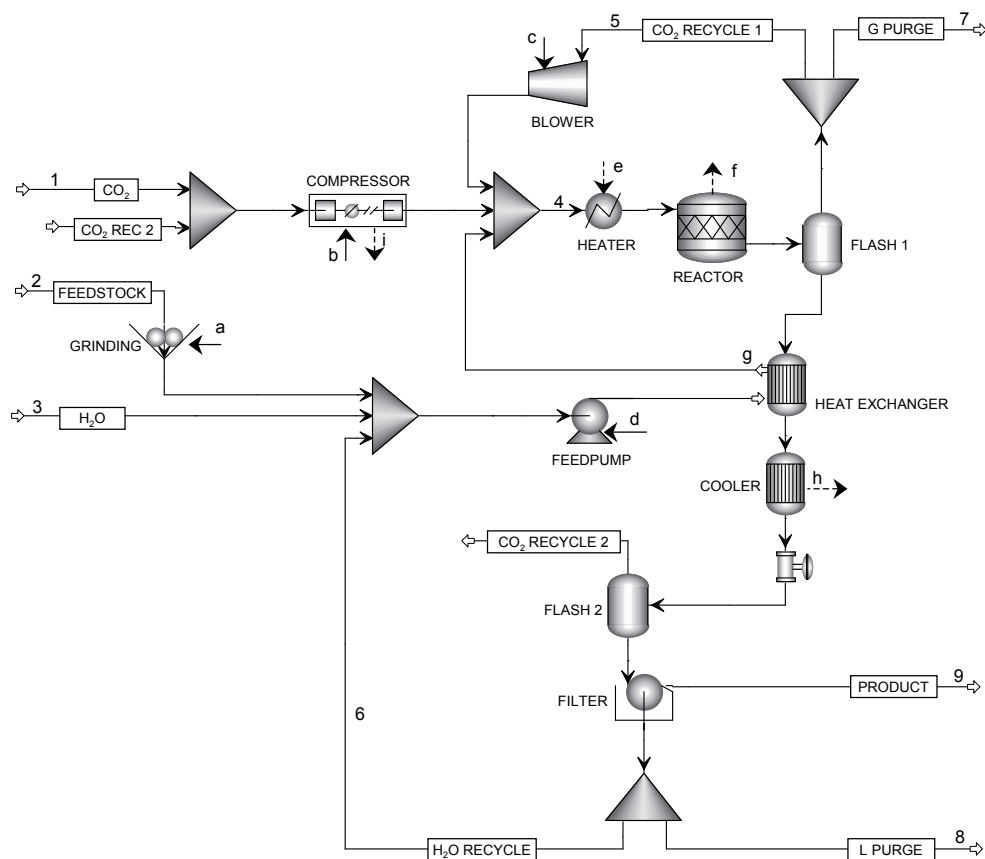 5
CO₂ RECYCLE 1
G PURGE
7
c
BLOWER
1
CO₂
CO₂ REC 2
COMPRESSOR
b
i
4
e
HEATER
f
REACTOR
FLASH 1
2
FEEDSTOCK
GRINDING
a
g
HEAT EXCHANGER
3
H₂O
d
FEEDPUMP
COOLER
h
CO₂ RECYCLE 2
FLASH 2
6
FILTER
PRODUCT
9
H₂O RECYCLE
L PURGE
8